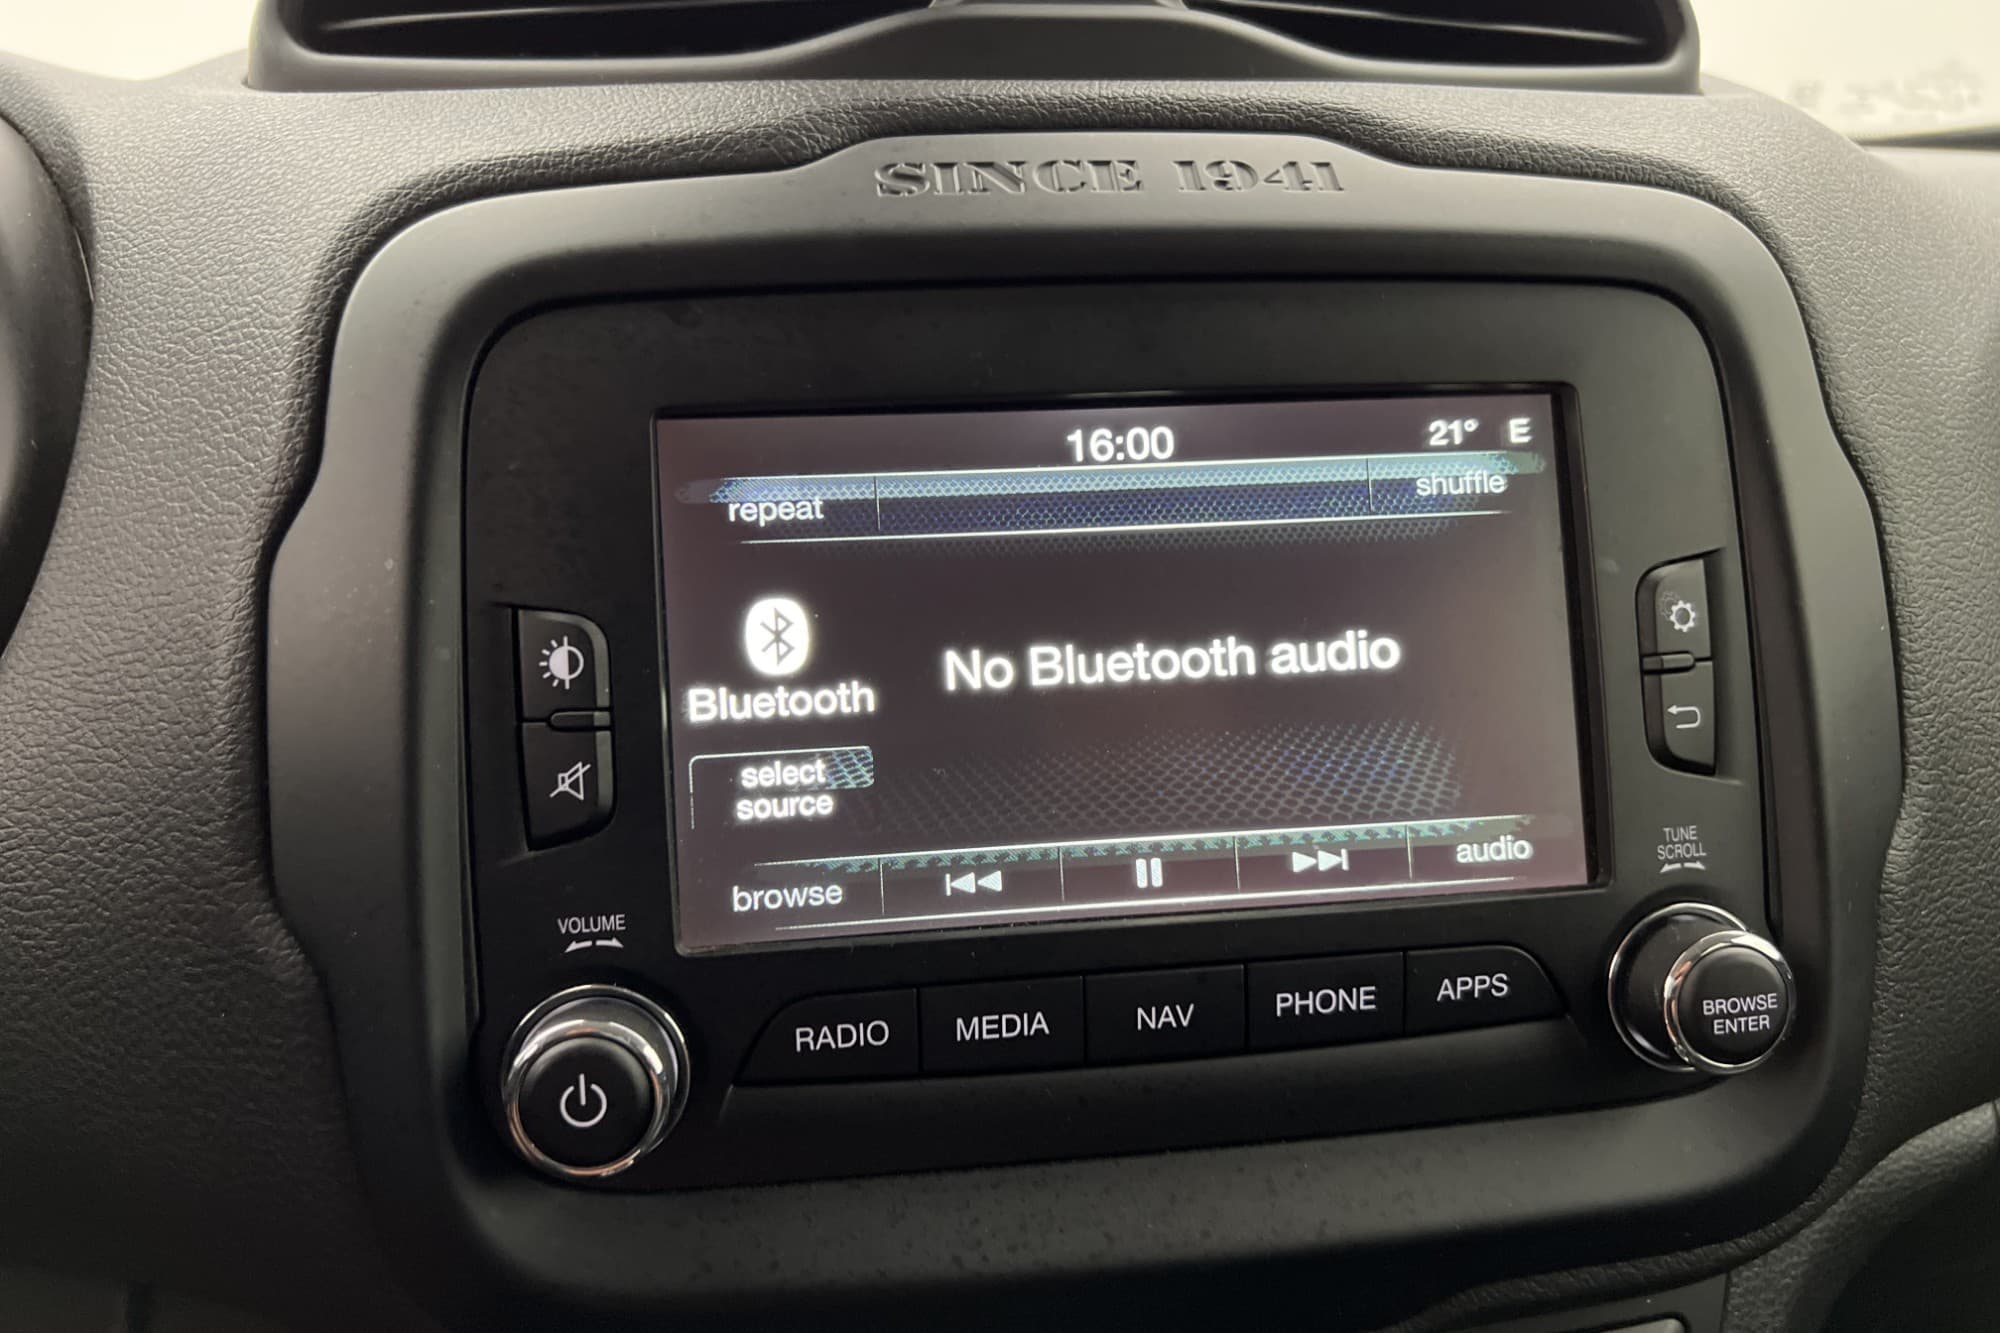 SINCE 1941
16:00
21° E
repeat
shuffle
Bluetooth
No Bluetooth audio
select
source
browse
audio
VOLUME
TUNE
SCROLL
RADIO
MEDIA
NAV
PHONE
APPS
BROWSE
ENTER